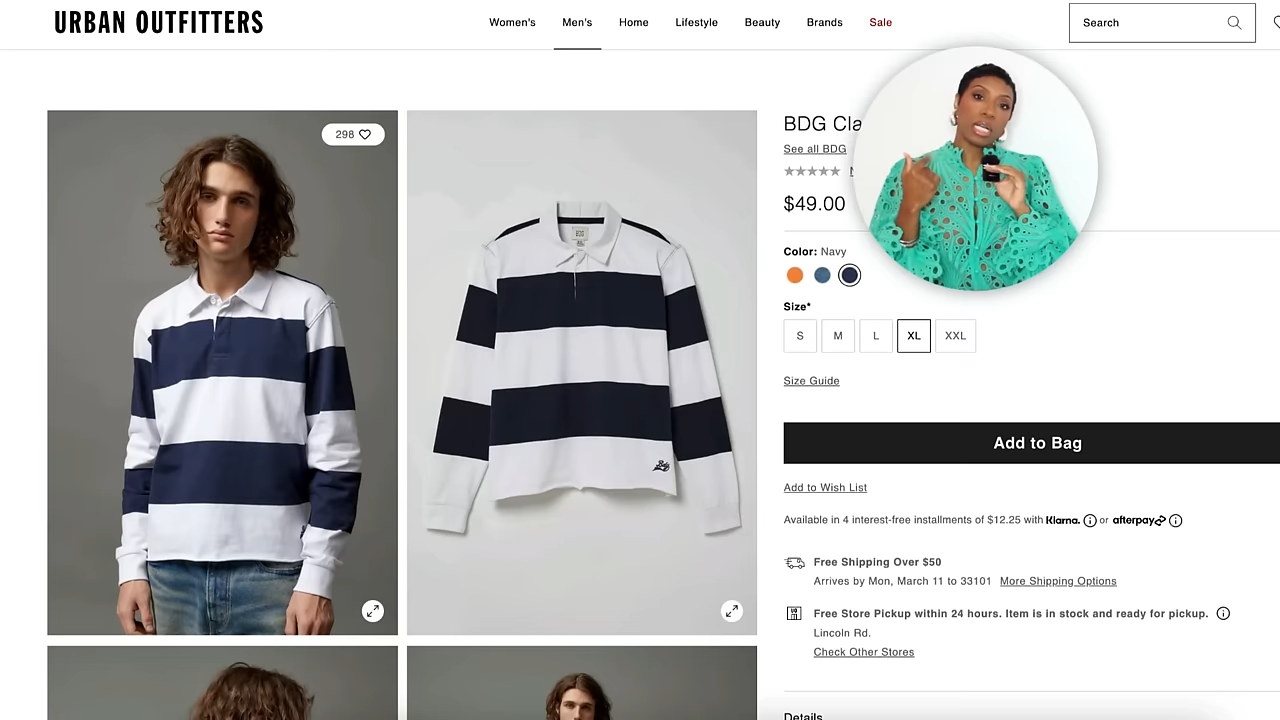 URBAN OUTFITTERS
Women's Men's Home Lifestyle Beauty Brands Sale
Search
298
BDG
BDG Cla
See all BDG
$49.00
Color: Navy
Size*
S M L XL XXL
Size Guide
Add to Bag
Add to Wish List
Available in 4 interest-free installments of $12.25 with Klarna. or afterpay
Free Shipping Over $50
Arrives by Mon, March 11 to 33101 More Shipping Options
Free Store Pickup within 24 hours. Item is in stock and ready for pickup.
Lincoln Rd.
Check Other Stores
Details